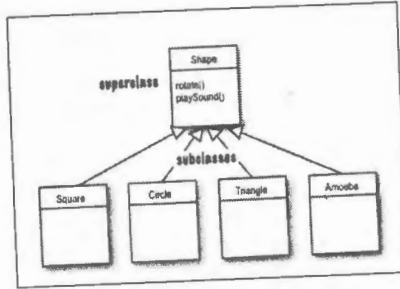 Shape
superclass
rotate()
playSound()
subclasses
Square
Circle
Triangle
Amoeba